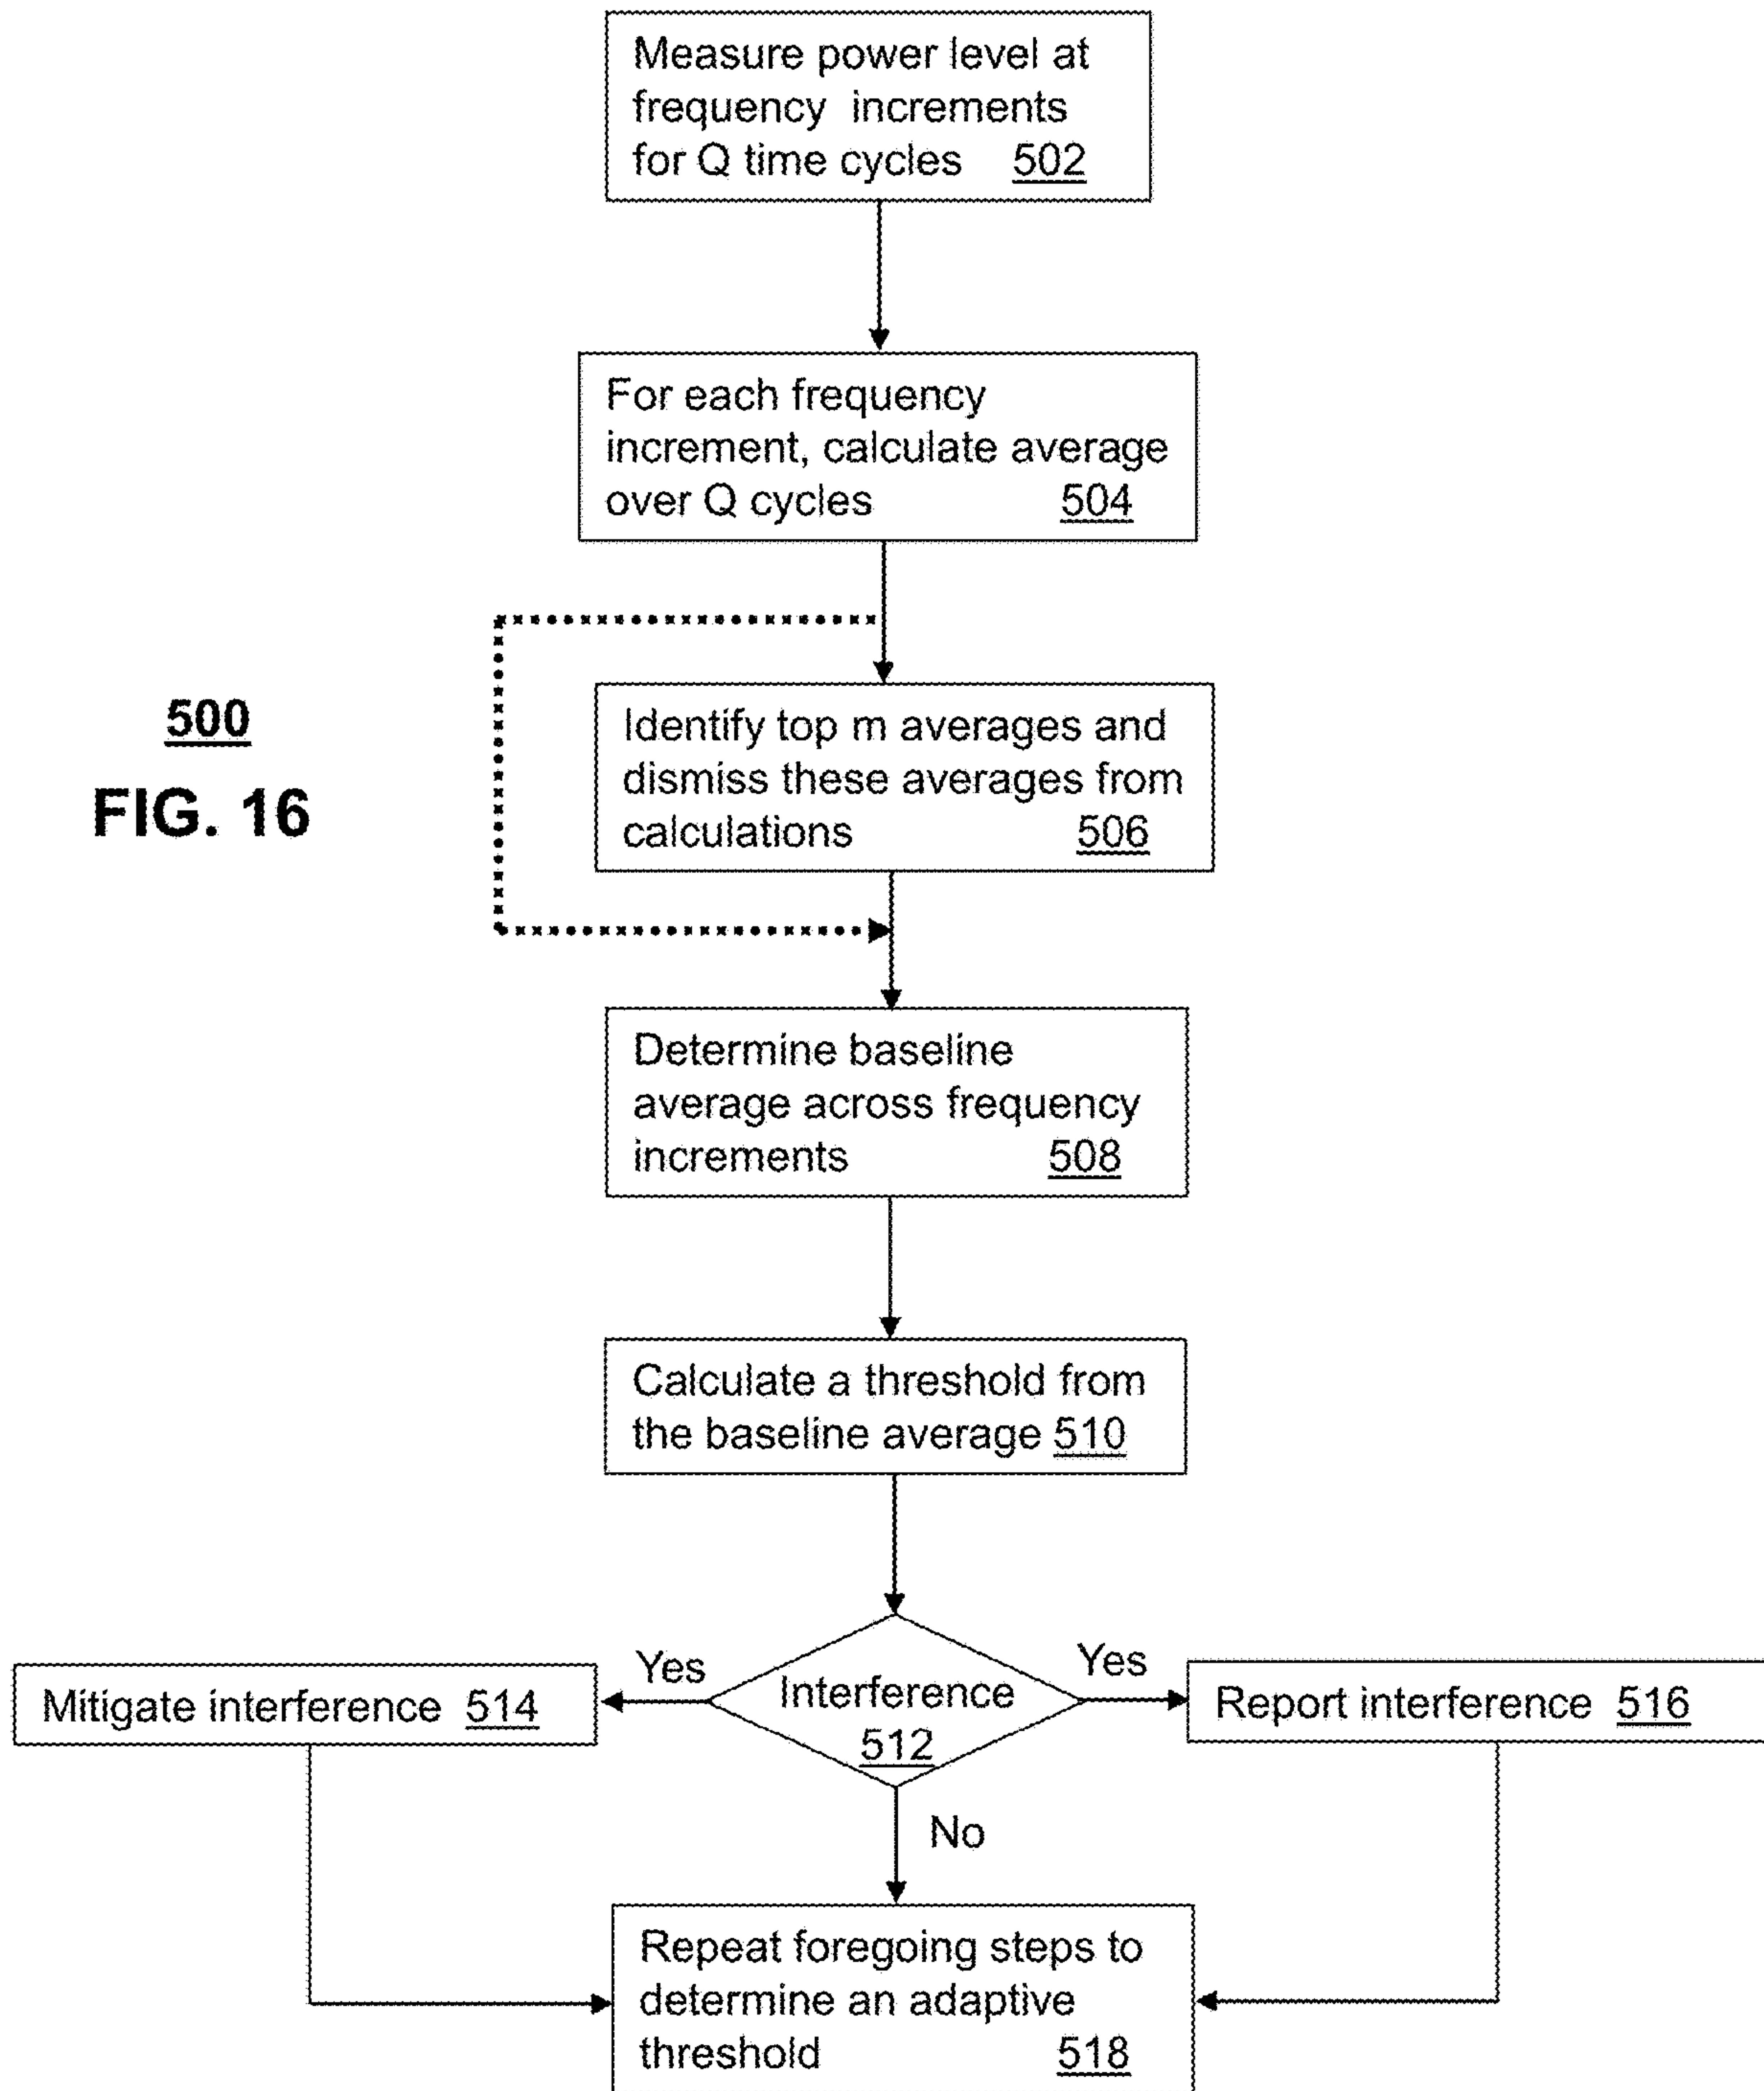 Measure power level at
frequency increments
for Q time cycles 502
For each frequency
increment, calculate average
over Q cycles 504
500
FIG. 16
Identify top m averages and
dismiss these averages from
calculations 506
Determine baseline
average across frequency
increments 508
Calculate a threshold from
the baseline average 510
Yes
Yes
Mitigate interference 514
Interference
512
Report interference 516
No
Repeat foregoing steps to
determine an adaptive
threshold 518